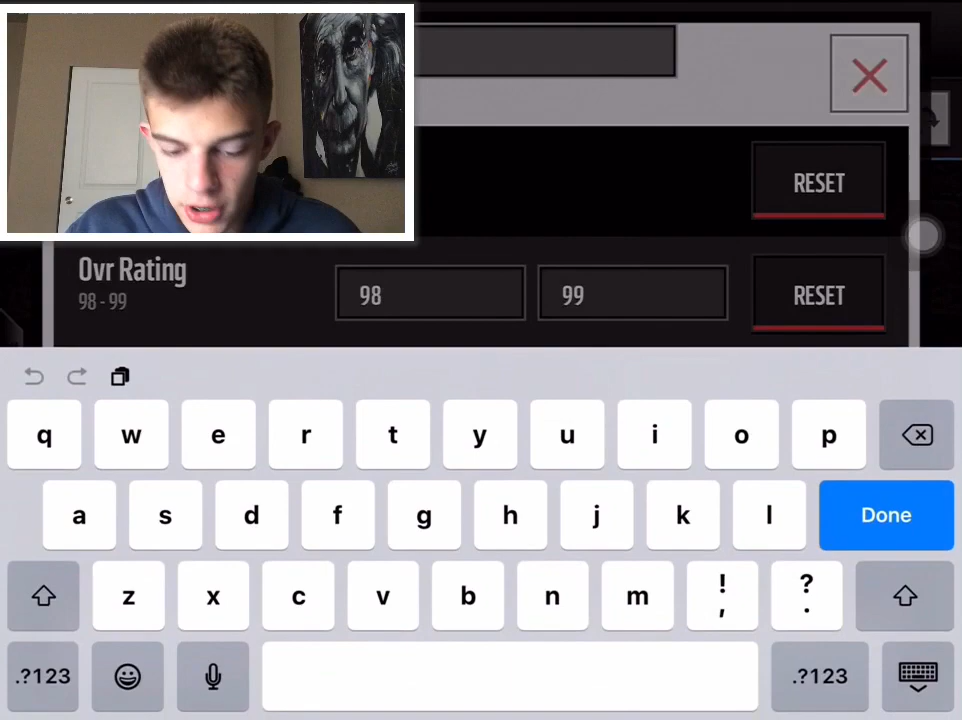 RESET
Ovr Rating
98 - 99
98
99
RESET
q w e r t y u i o p
a s d f g h j k l Done
z x c v b n m ! , ? .
.?123 .?123